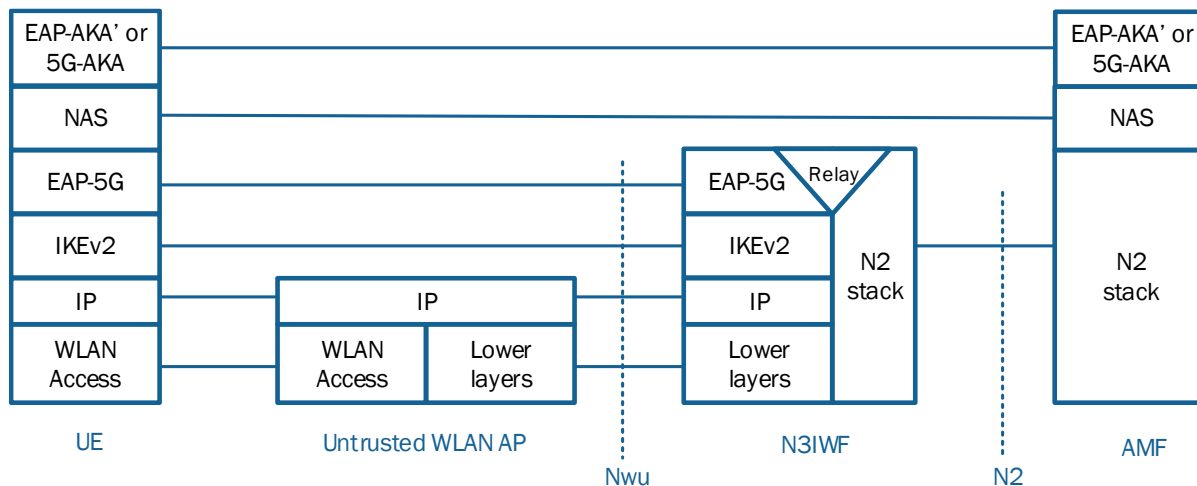 EAP-AKA’ or
5G-AKA
NAS
EAP-5G
IKEv2
IP
WLAN
Access
UE
IP
WLAN
Access
Lower
layers
Untrusted WLAN AP
Nwu
EAP-5G
Relay
IKEv2
IP
Lower
layers
N2
stack
N3IWF
N2
EAP-AKA’ or
5G-AKA
NAS
N2
stack
AMF